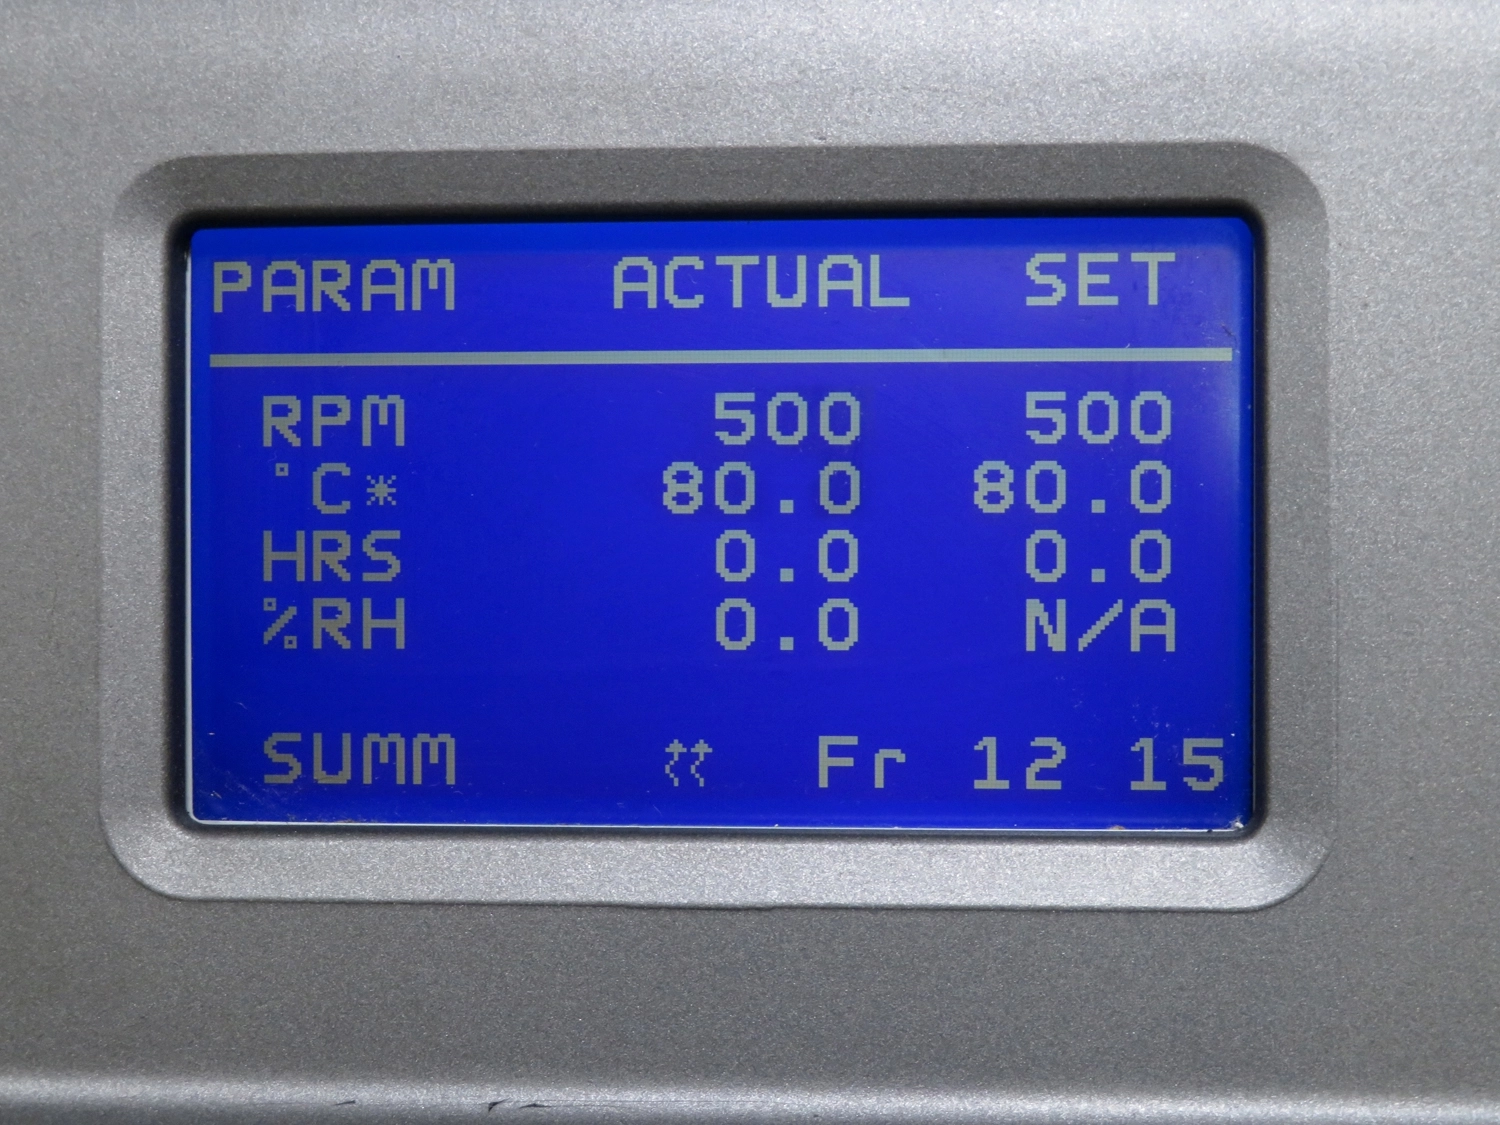 PARAM ACTUAL SET
RPM 500 500
°C* 80.0 80.0
HRS 0.0 0.0
%RH 0.0 N/A
SUMM Fr 12 15